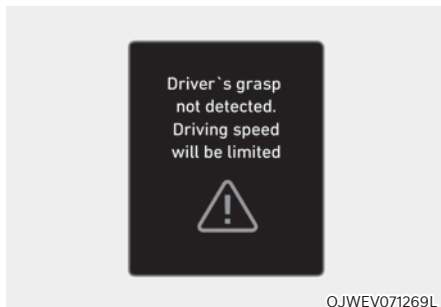 Driver`s grasp
not detected.
Driving speed
will be limited
OJWEV071269L